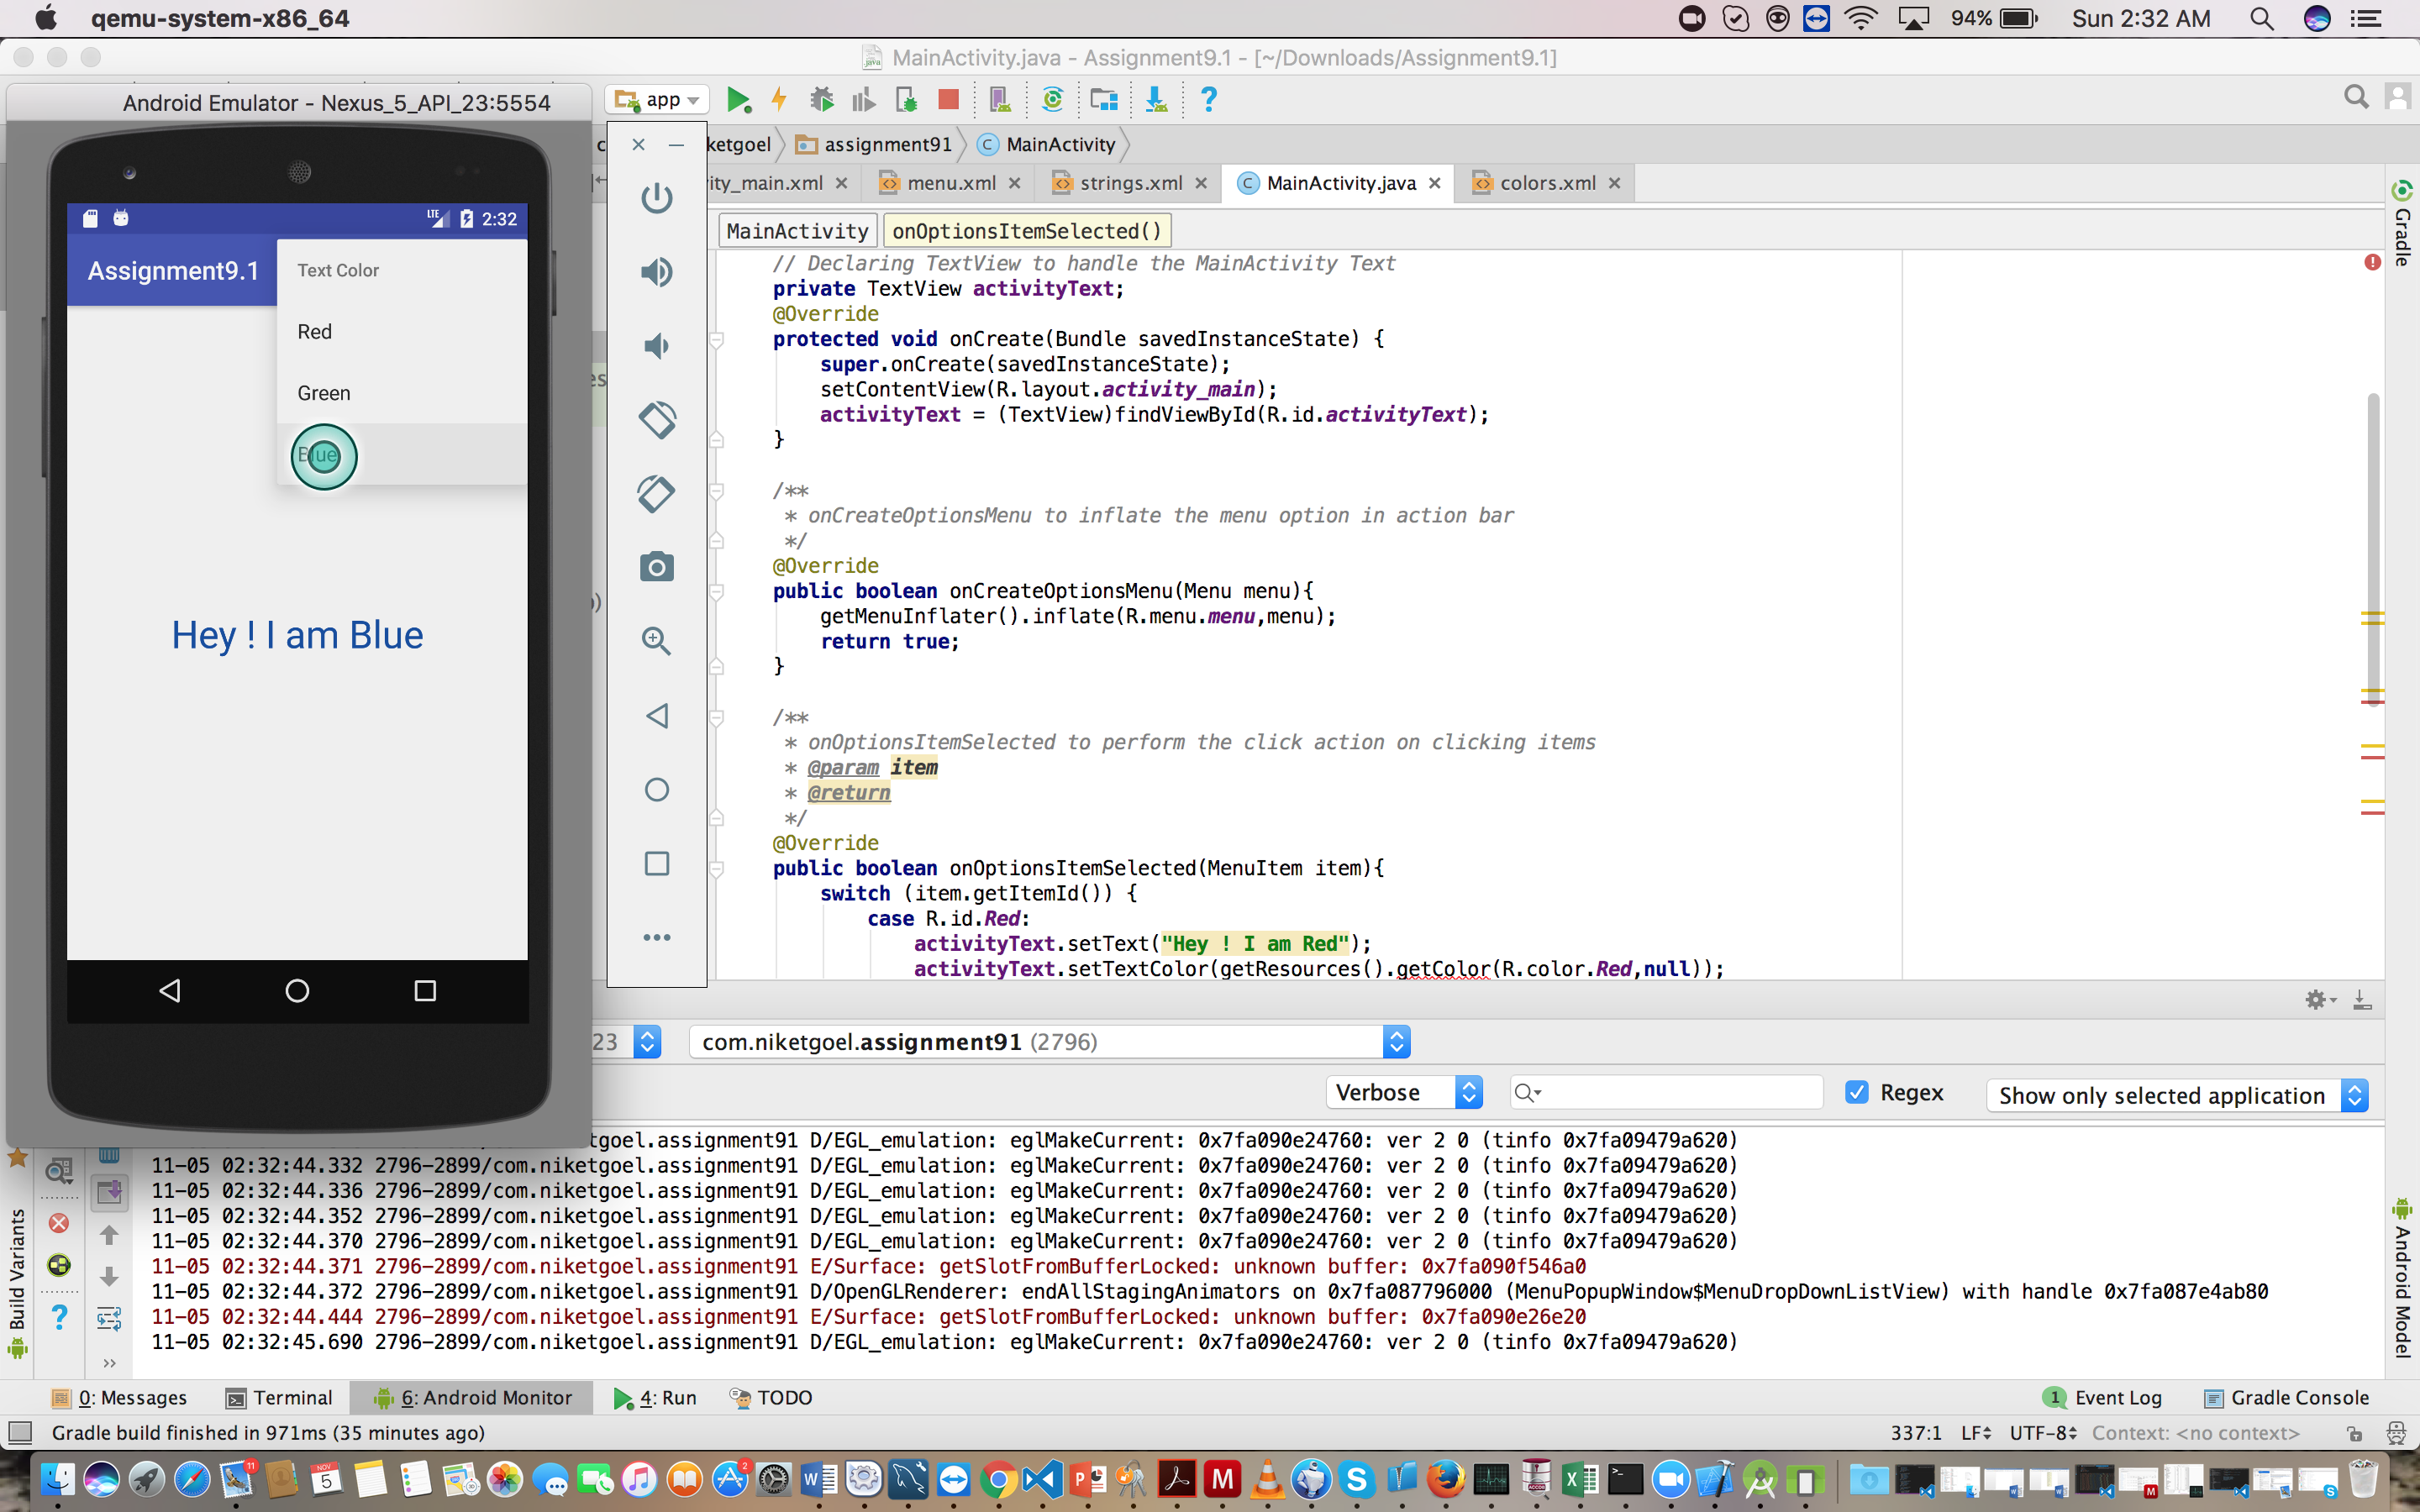 qemu-system-x86_64
94%
Sun 2:32 AM
MainActivity.java - Assignment9.1 - [~/Downloads/Assignment9.1]
Android Emulator - Nexus_5_API_23:5554
app
ketgoel
assignment91
MainActivity
ity_main.xml
menu.xml
strings.xml
MainActivity.java
colors.xml
MainActivity
onOptionsItemSelected()
Gradle
LTE
2:32
Assignment9.1
Text Color
Red
Green
Blue
Hey ! I am Blue
// Declaring TextView to handle the MainActivity Text
private TextView activityText;
@Override
protected void onCreate(Bundle savedInstanceState) {
super.onCreate(savedInstanceState);
setContentView(R.layout.activity_main);
activityText = (TextView)findViewById(R.id.activityText);
}
/**
* onCreateOptionsMenu to inflate the menu option in action bar
*/
@Override
public boolean onCreateOptionsMenu(Menu menu){
getMenuInflater().inflate(R.menu.menu,menu);
return true;
}
/**
* onOptionsItemSelected to perform the click action on clicking items
* @param item
* @return
*/
@Override
public boolean onOptionsItemSelected(MenuItem item){
switch (item.getItemId()) {
case R.id.Red:
activityText.setText("Hey ! I am Red");
activityText.setTextColor(getResources().getColor(R.color.Red,null));
23
com.niketgoel.assignment91 (2796)
Verbose
Regex
Show only selected application
etgoel.assignment91 D/EGL_emulation: eglMakeCurrent: 0x7fa090e24760: ver 2 0 (tinfo 0x7fa09479a620)
11-05 02:32:44.332 2796-2899/com.niketgoel.assignment91 D/EGL_emulation: eglMakeCurrent: 0x7fa090e24760: ver 2 0 (tinfo 0x7fa09479a620)
11-05 02:32:44.336 2796-2899/com.niketgoel.assignment91 D/EGL_emulation: eglMakeCurrent: 0x7fa090e24760: ver 2 0 (tinfo 0x7fa09479a620)
11-05 02:32:44.352 2796-2899/com.niketgoel.assignment91 D/EGL_emulation: eglMakeCurrent: 0x7fa090e24760: ver 2 0 (tinfo 0x7fa09479a620)
11-05 02:32:44.370 2796-2899/com.niketgoel.assignment91 D/EGL_emulation: eglMakeCurrent: 0x7fa090e24760: ver 2 0 (tinfo 0x7fa09479a620)
11-05 02:32:44.371 2796-2899/com.niketgoel.assignment91 E/Surface: getSlotFromBufferLocked: unknown buffer: 0x7fa090f546a0
11-05 02:32:44.372 2796-2899/com.niketgoel.assignment91 D/OpenGLRenderer: endAllStagingAnimators on 0x7fa087796000 (MenuPopupWindow$MenuDropDownListView) with handle 0x7fa087e4ab80
11-05 02:32:44.444 2796-2899/com.niketgoel.assignment91 E/Surface: getSlotFromBufferLocked: unknown buffer: 0x7fa090e26e20
11-05 02:32:45.690 2796-2899/com.niketgoel.assignment91 D/EGL_emulation: eglMakeCurrent: 0x7fa090e24760: ver 2 0 (tinfo 0x7fa09479a620)
Build Variants
Android Model
0: Messages
Terminal
6: Android Monitor
4: Run
TODO
1 Event Log
Gradle Console
Gradle build finished in 971ms (35 minutes ago)
337:1
LF
UTF-8
Context: <no context>
11
NOV
5
2